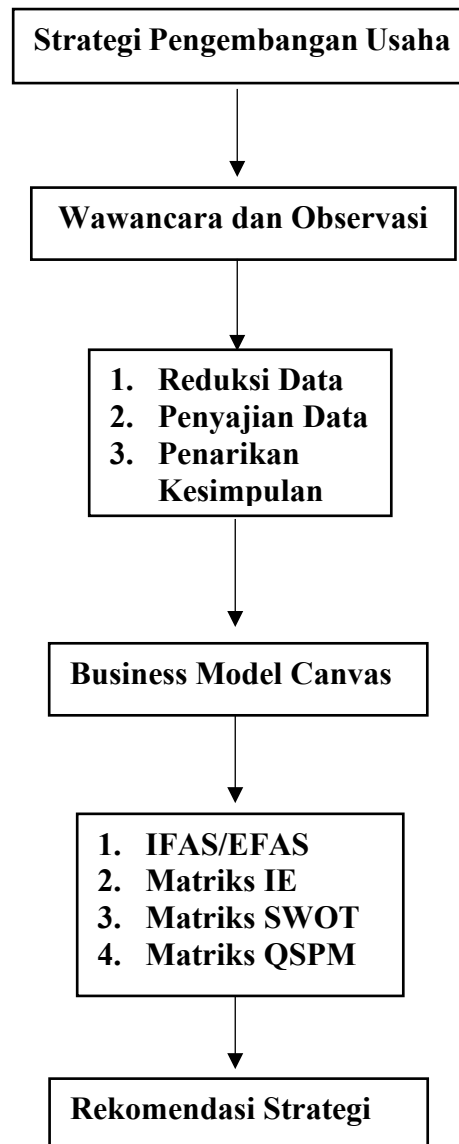 Strategi Pengembangan Usaha
Wawancara dan Observasi
1. Reduksi Data
2. Penyajian Data
3. Penarikan
Kesimpulan
Business Model Canvas
1. IFAS/EFAS
2. Matriks IE
3. Matriks SWOT
4. Matriks QSPM
Rekomendasi Strategi